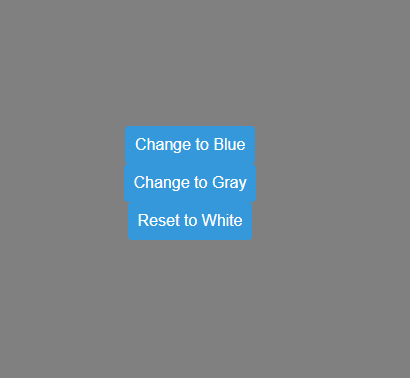 Change to Blue
Change to Gray
Reset to White